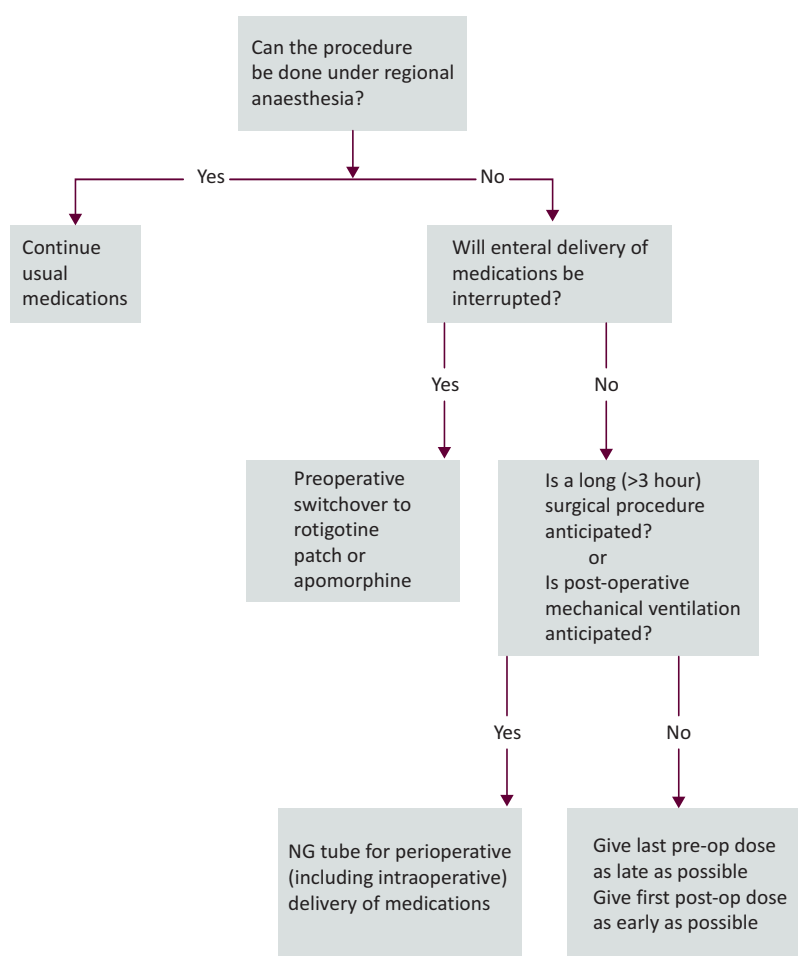 Can the procedure
be done under regional
anaesthesia?
Yes
No
Continue
usual
medications
Will enteral delivery of
medications be
interrupted?
Yes
No
Preoperative
switchover to
rotigotine
patch or
apomorphine
Is a long (>3 hour)
surgical procedure
anticipated?
or
Is post-operative
mechanical ventilation
anticipated?
Yes
No
NG tube for perioperative
(including intraoperative)
delivery of medications
Give last pre-op dose
as late as possible
Give first post-op dose
as early as possible